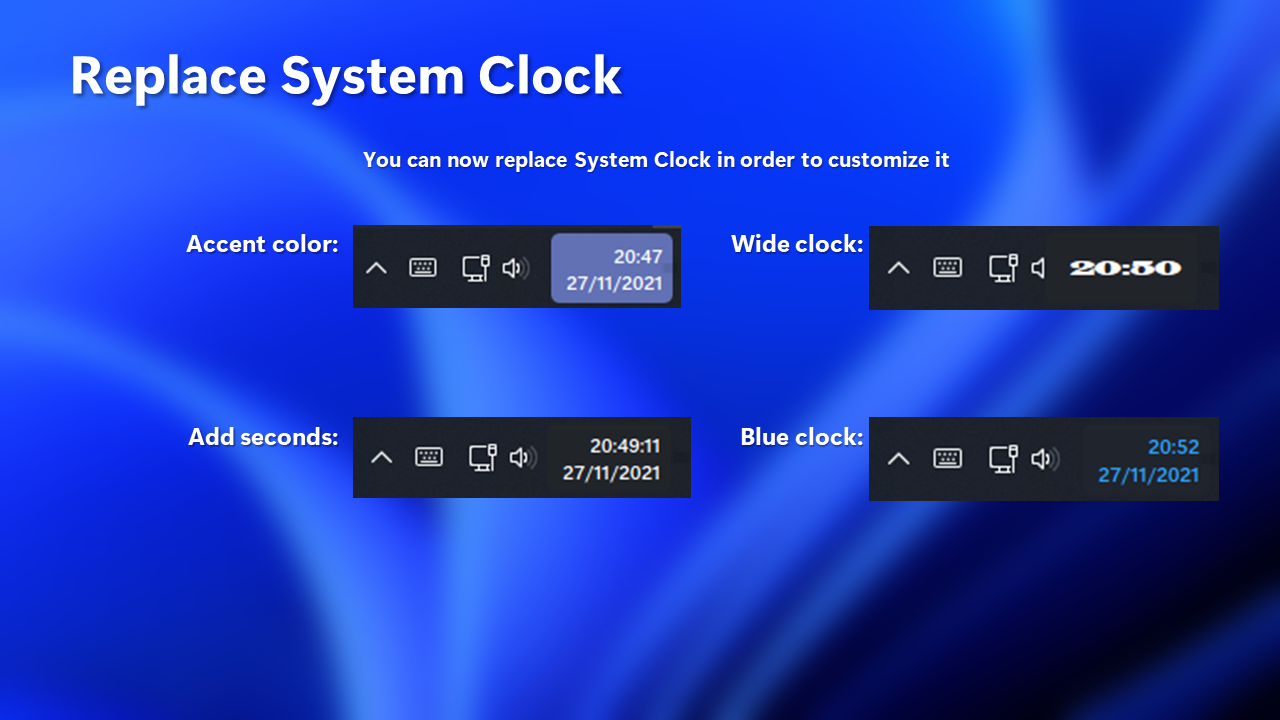 Replace System Clock
You can now replace System Clock in order to customize it
Accent color:
20:47
27/11/2021
Wide clock:
20:50
Add seconds:
20:49:11
27/11/2021
Blue clock:
20:52
27/11/2021